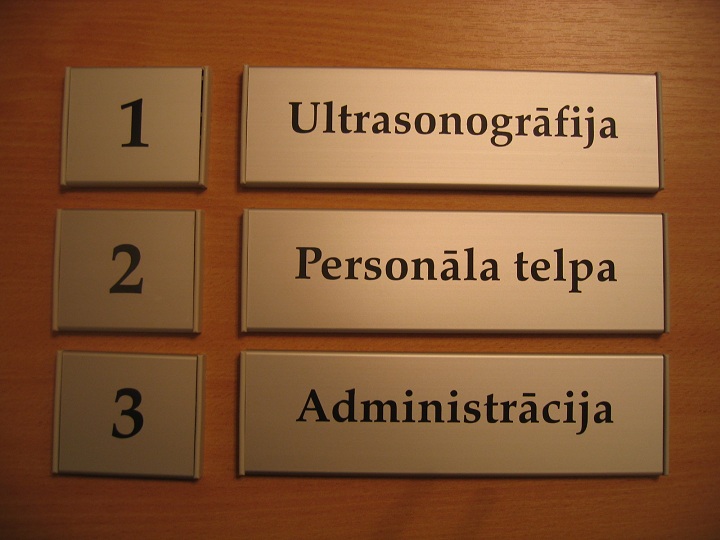 1 Ultrasonogrāfija
2 Personāla telpa
3 Administrācija